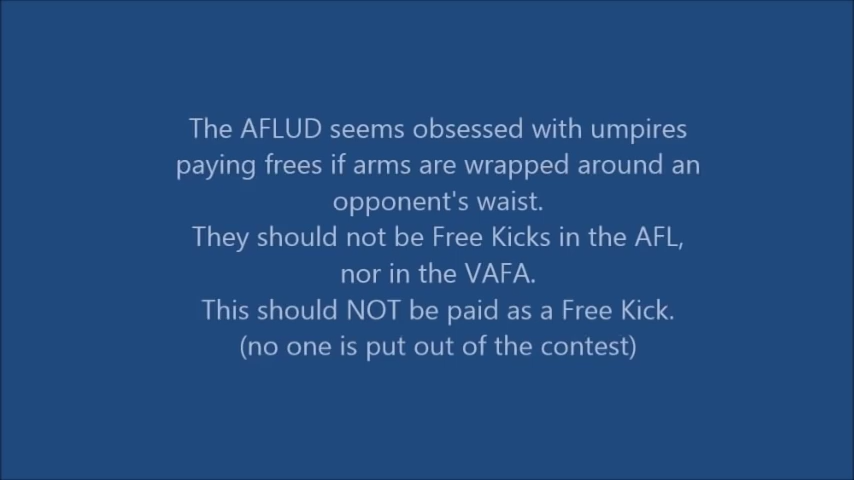 The AFLUD seems obsessed with umpires
paying frees if arms are wrapped around an
opponent's waist.
They should not be Free Kicks in the AFL,
nor in the VAFA.
This should NOT be paid as a Free Kick.
(no one is put out of the contest)